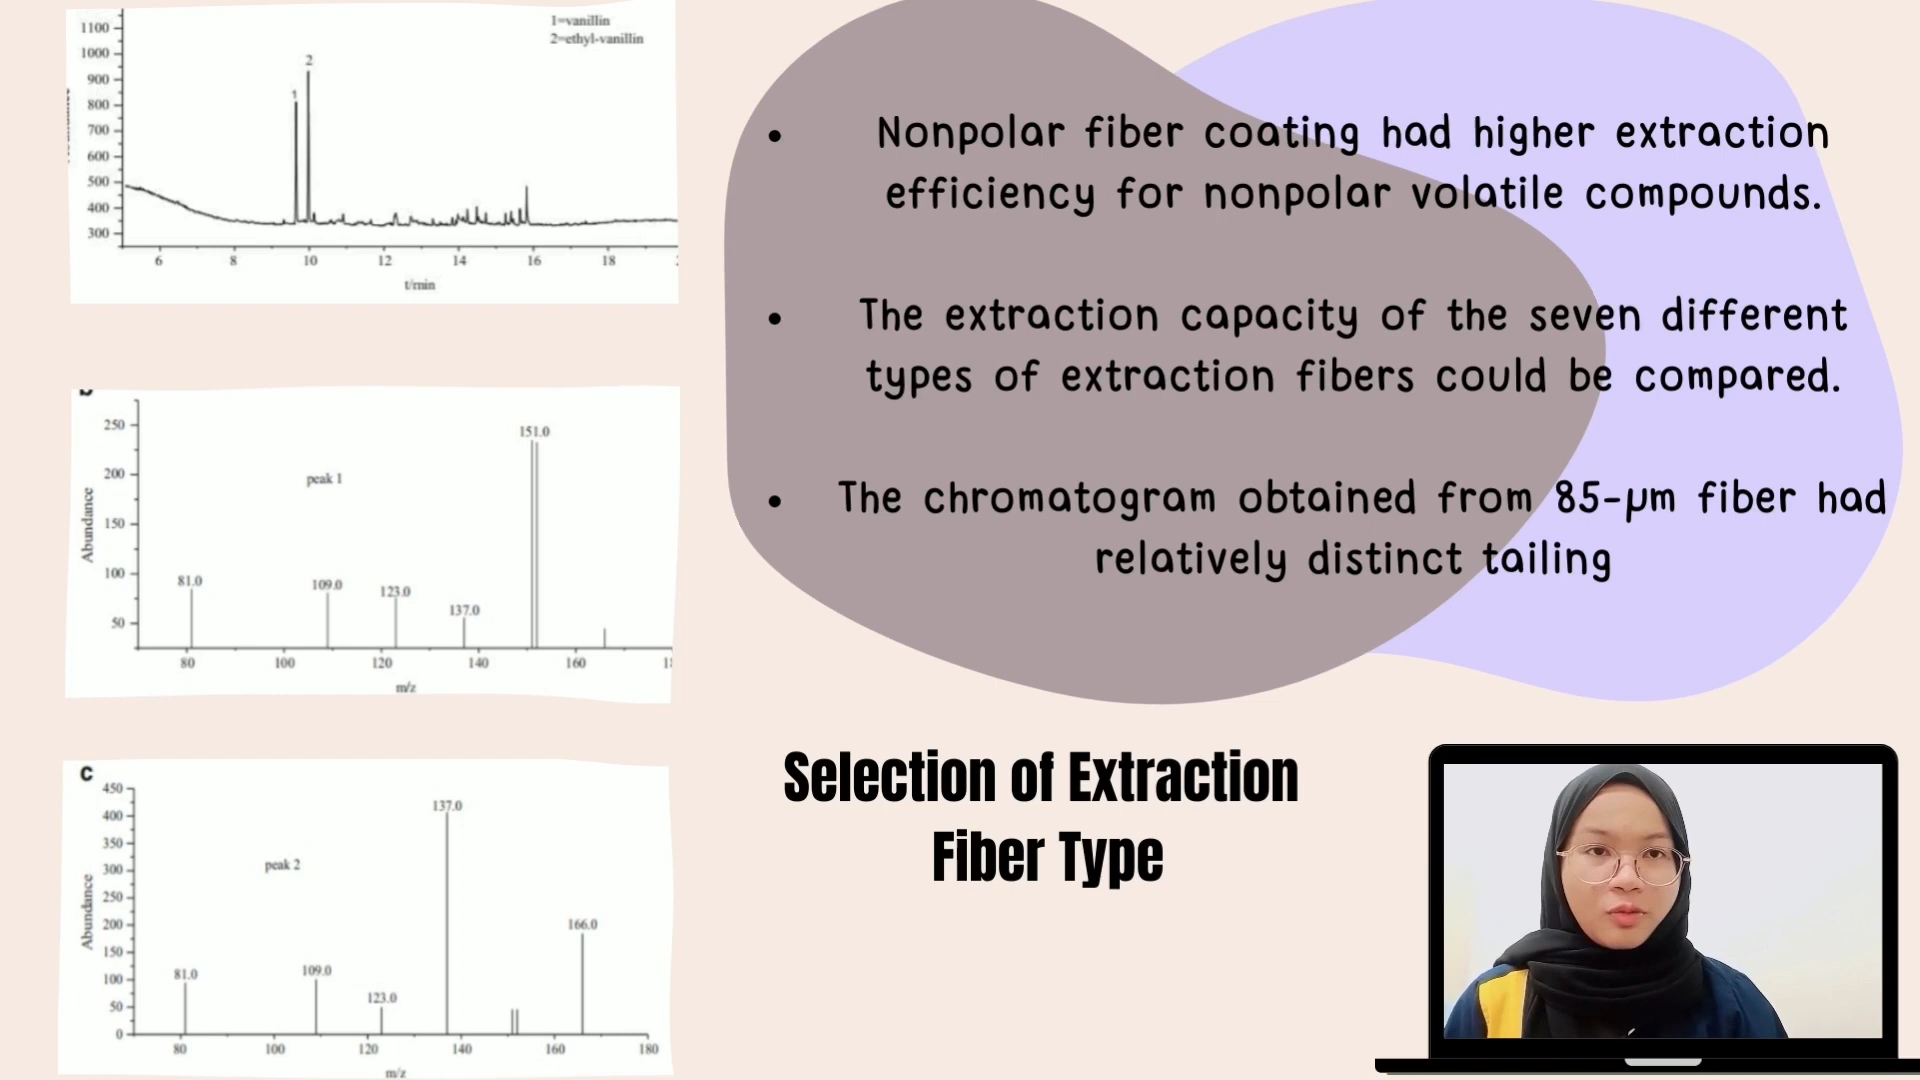 1100
1000
900
800
700
600
500
400
300
1=vanillin
2=ethyl-vanillin
1
2
6 8 10 12 14 16 18
t/min
250
200
150
100
50
Abundance
peak 1
81.0
109.0
123.0
137.0
151.0
80 100 120 140 160
m/z
c
450
400
350
300
250
200
150
100
50
0
Abundance
peak 2
81.0
109.0
123.0
137.0
166.0
80 100 120 140 160 180
m/z
• Nonpolar fiber coating had higher extraction
efficiency for nonpolar volatile compounds.
• The extraction capacity of the seven different
types of extraction fibers could be compared.
• The chromatogram obtained from 85-µm fiber had
relatively distinct tailing
Selection of Extraction
Fiber Type